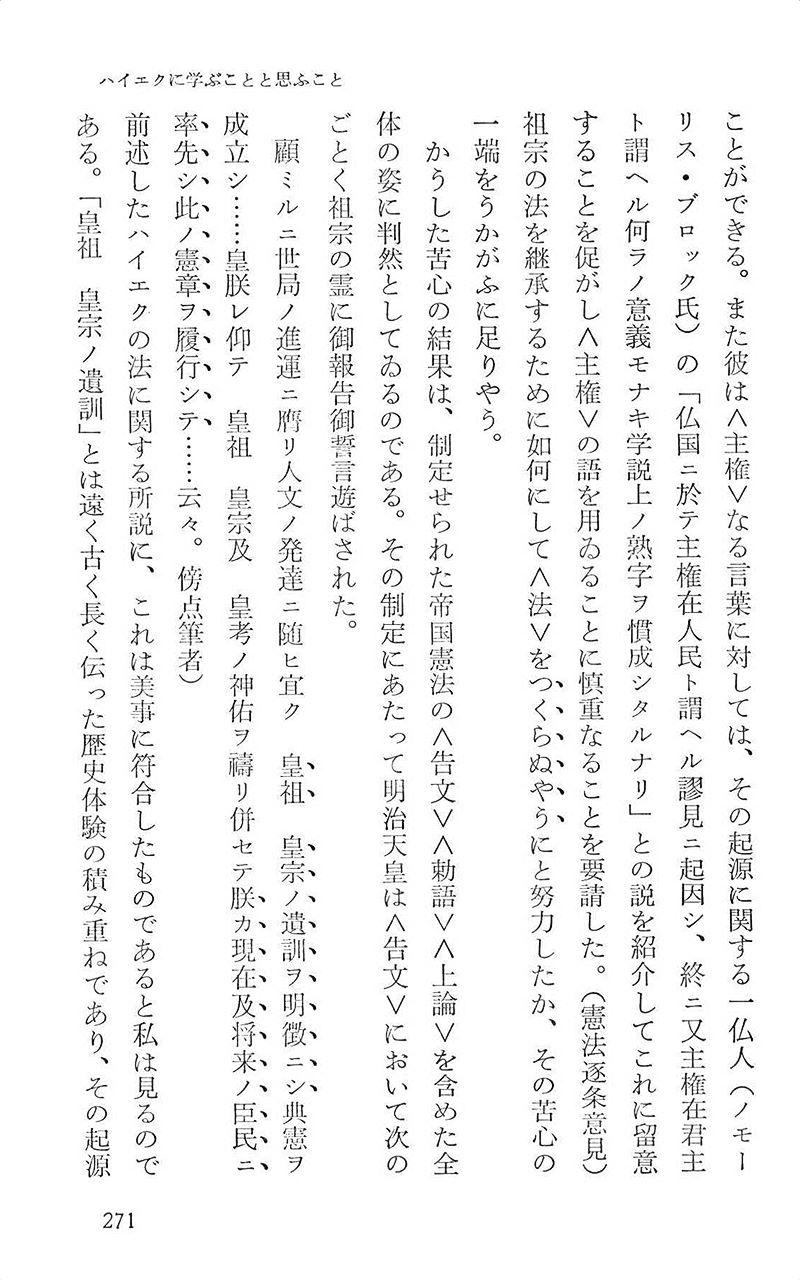 ハイエクに学ぶことと思ふこと
ことができる。また彼は＜主権＞なる言葉に対しては、その起源に関する一仏人（ノモー
リス・ブロック氏）の「仏国ニ於テ主権在人民ト謂ヘル謬見ニ起因シ、終ニ又主権在君主
ト謂ヘル何ラノ意義モナキ学説上ノ熟字ヲ慣成シタルナリ」との説を紹介してこれに留意
することを促がし＜主権＞の語を用ゐることに慎重なることを要請した。（憲法逐条意見）
祖宗の法を継承するために如何にして＜法＞をつくらぬやうにと努力したか、その苦心の
一端をうかがふに足りやう。
かうした苦心の結果は、制定せられた帝国憲法の＜告文＞＜勅語＞＜上論＞を含めた全
体の姿に判然としてゐるのである。その制定にあたって明治天皇は＜告文＞において次の
ごとく祖宗の霊に御報告御誓言遊ばされた。
顧ミルニ世局ノ進運ニ膺リ人文ノ発達ニ随ヒ宜ク　皇祖　皇宗ノ遺訓ヲ明徴ニシ典憲ヲ
成立シ……皇朕レ仰テ　皇祖　皇宗及　皇考ノ神佑ヲ禱リ併セテ朕カ現在及将来ノ臣民ニ
率先シ此ノ憲章ヲ履行シテ……云々。傍点筆者）
前述したハイエクの法に関する所説に、これは美事に符合したものであると私は見るので
ある。「皇祖　皇宗ノ遺訓」とは遠く古く長く伝った歴史体験の積み重ねであり、その起源
271